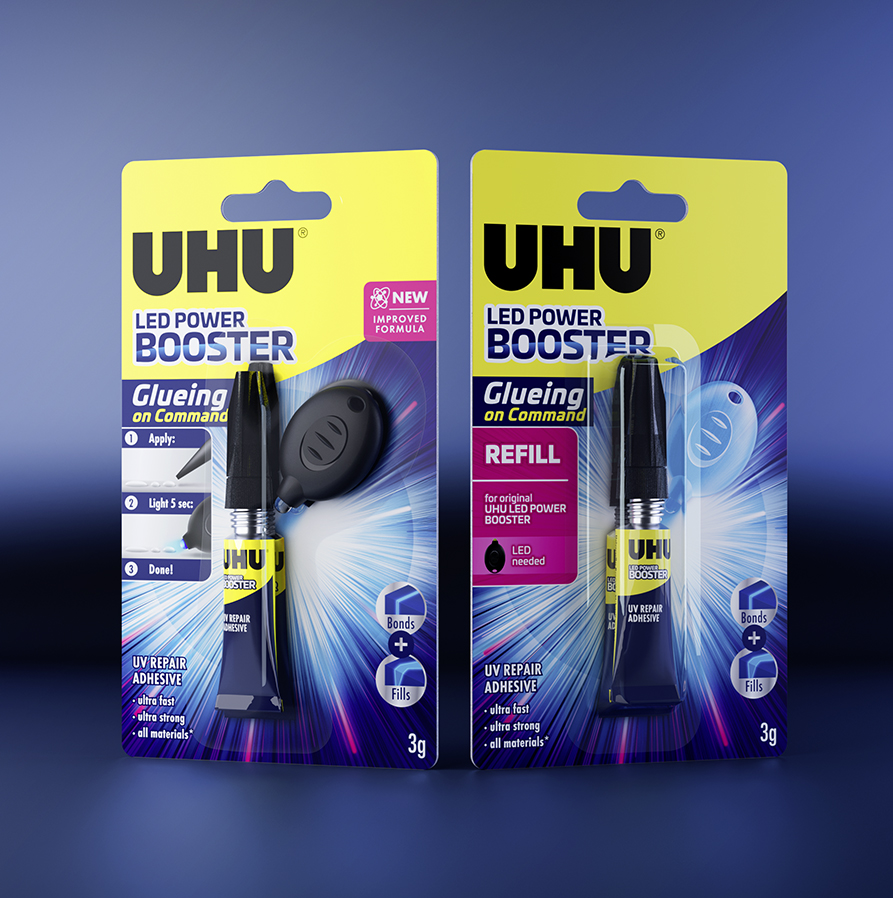 UHU®
LED POWER
BOOSTER
NEW
IMPROVED
FORMULA
Glueing
on Command
1 Apply:
2 Light 5 sec:
3 Done!
UHU
LED POWER
BOOSTER
UV REPAIR
ADHESIVE
Bonds
+
Fills
UV REPAIR
ADHESIVE
· ultra fast
· ultra strong
· all materials*
3g
UHU®
LED POWER
BOOSTER
Glueing
on Command
REFILL
for original
UHU LED POWER
BOOSTER
LED
needed
UHU
LED POWER
BOOSTER
UV REPAIR
ADHESIVE
Bonds
+
Fills
UV REPAIR
ADHESIVE
· ultra fast
· ultra strong
· all materials*
3g